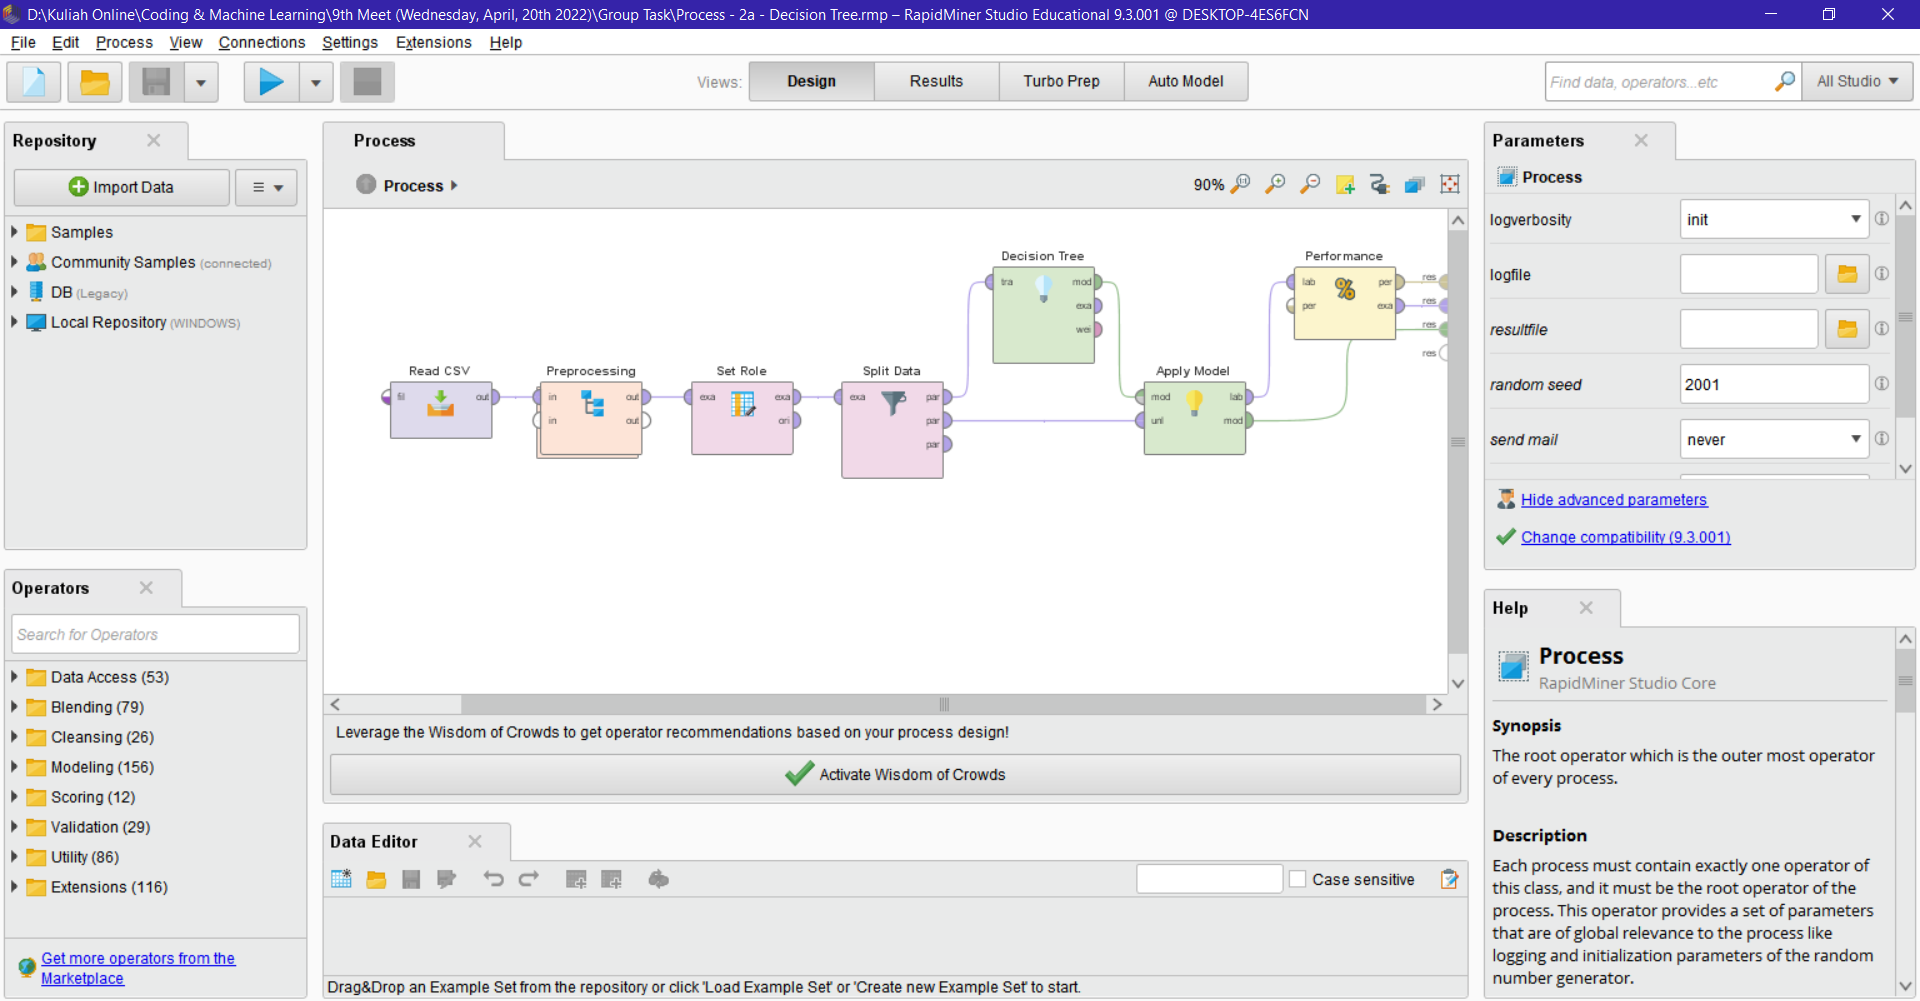 D:\Kuliah Online\Coding & Machine Learning\9th Meet (Wednesday, April, 20th 2022)\Group Task\Process - 2a - Decision Tree.rmp – RapidMiner Studio Educational 9.3.001 @ DESKTOP-4ES6FCN
File Edit Process View Connections Settings Extensions Help
Views: Design Results Turbo Prep Auto Model
Find data, operators...etc All Studio
Repository
Import Data
Samples
Community Samples (connected)
DB (Legacy)
Local Repository (WINDOWS)
Operators
Search for Operators
Data Access (53)
Blending (79)
Cleansing (26)
Modeling (156)
Scoring (12)
Validation (29)
Utility (86)
Extensions (116)
Get more operators from the
Marketplace
Process
Process
90%
Read CSV
fil out
Preprocessing
in out
in out
Set Role
exa exa
ori
Split Data
exa par
par
par
Decision Tree
tra mod
exa
wei
Apply Model
mod lab
unl mod
Performance
lab per
per exa
res
res
res
res
Leverage the Wisdom of Crowds to get operator recommendations based on your process design!
Activate Wisdom of Crowds
Data Editor
Case sensitive
Drag&Drop an Example Set from the repository or click 'Load Example Set' or 'Create new Example Set' to start.
Parameters
Process
logverbosity init
logfile
resultfile
random seed 2001
send mail never
Hide advanced parameters
Change compatibility (9.3.001)
Help
Process
RapidMiner Studio Core
Synopsis
The root operator which is the outer most operator
of every process.
Description
Each process must contain exactly one operator of
this class, and it must be the root operator of the
process. This operator provides a set of parameters
that are of global relevance to the process like
logging and initialization parameters of the random
number generator.